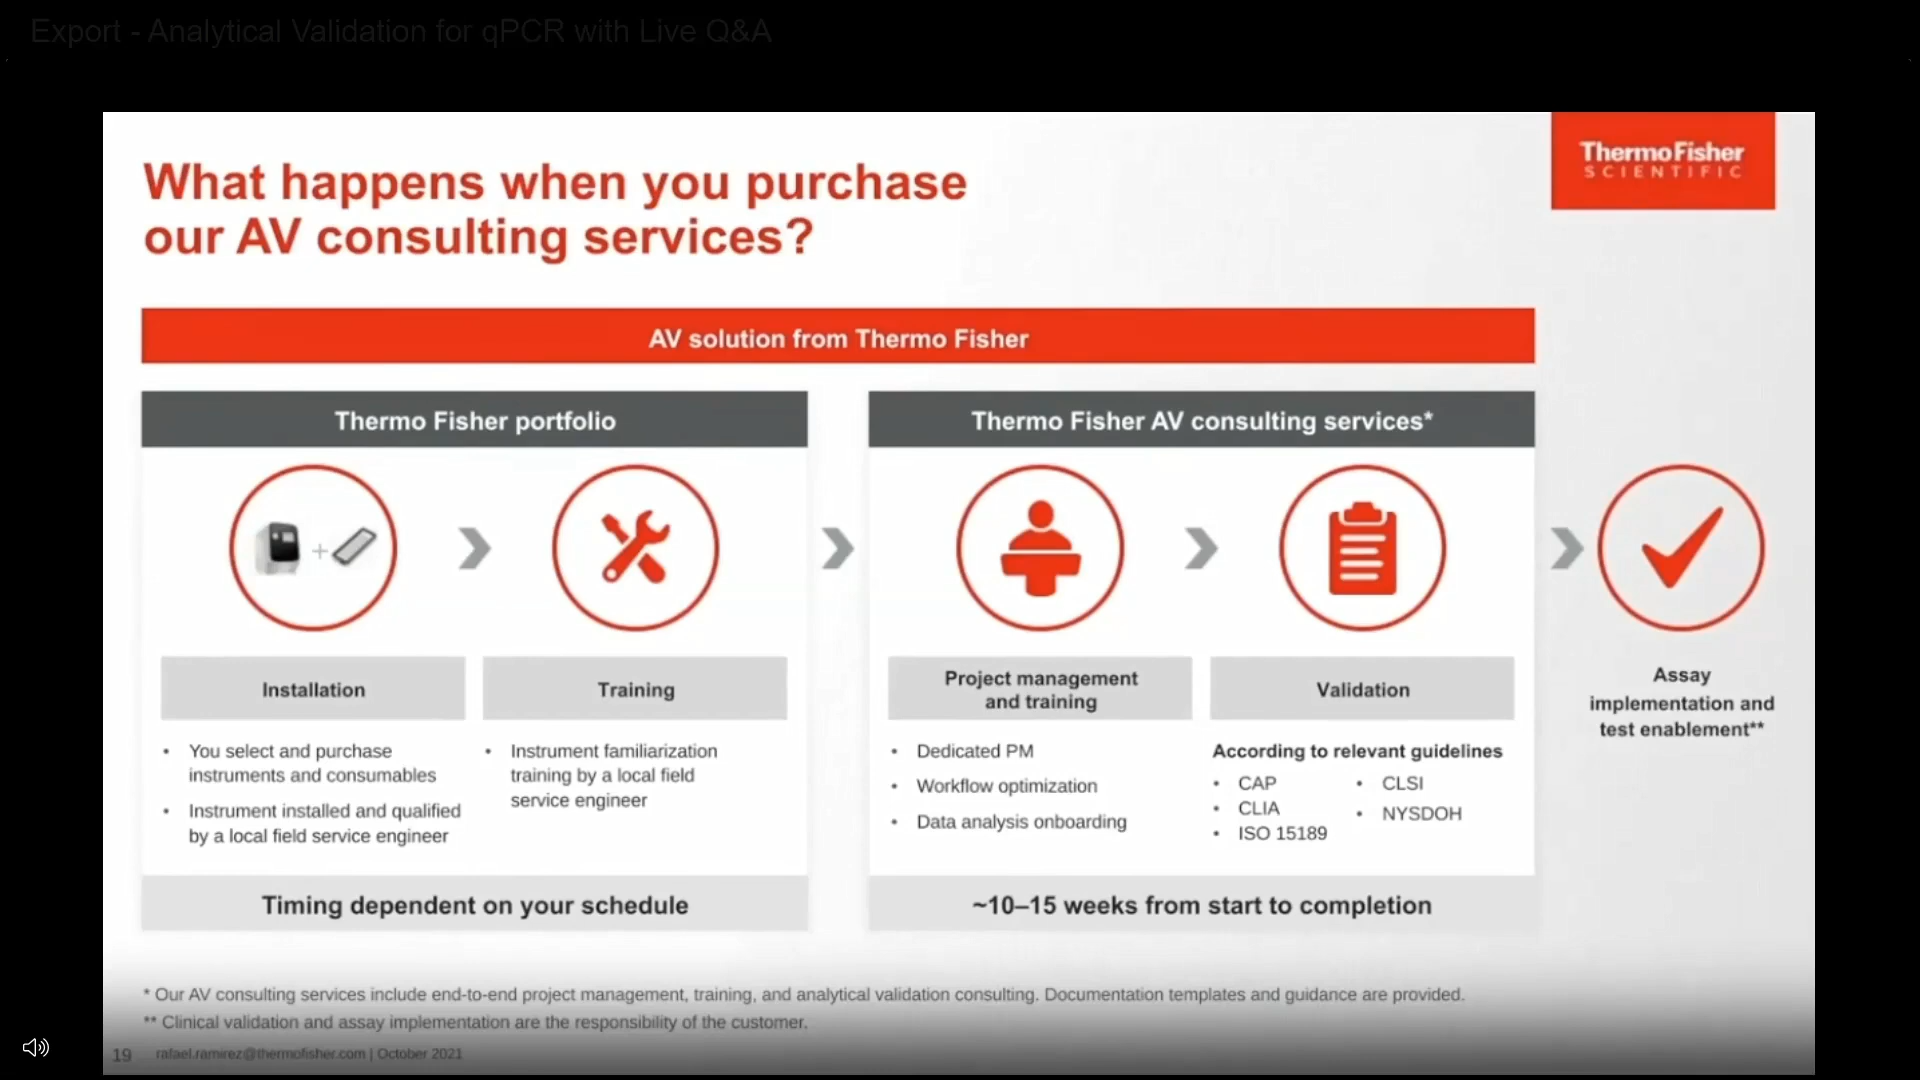 Export - Analytical Validation for qPCR with Live Q&A
ThermoFisher
SCIENTIFIC
What happens when you purchase
our AV consulting services?
AV solution from Thermo Fisher
Thermo Fisher portfolio
Installation
Training
• You select and purchase
instruments and consumables
• Instrument installed and qualified
by a local field service engineer
• Instrument familiarization
training by a local field
service engineer
Timing dependent on your schedule
Thermo Fisher AV consulting services*
Project management
and training
Validation
• Dedicated PM
• Workflow optimization
• Data analysis onboarding
According to relevant guidelines
• CAP
• CLIA
• ISO 15189
• CLSI
• NYSDOH
~10–15 weeks from start to completion
Assay
implementation and
test enablement**
* Our AV consulting services include end-to-end project management, training, and analytical validation consulting. Documentation templates and guidance are provided.
** Clinical validation and assay implementation are the responsibility of the customer.
19 rafael.ramirez@thermofisher.com | October 2021